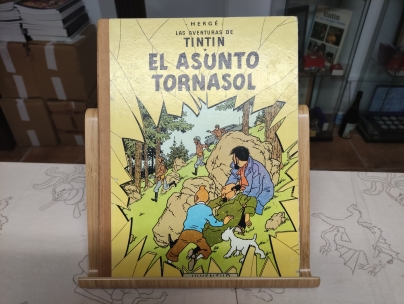 HERGÉ
LAS AVENTURAS DE
TINTIN
EL ASUNTO
TORNASOL